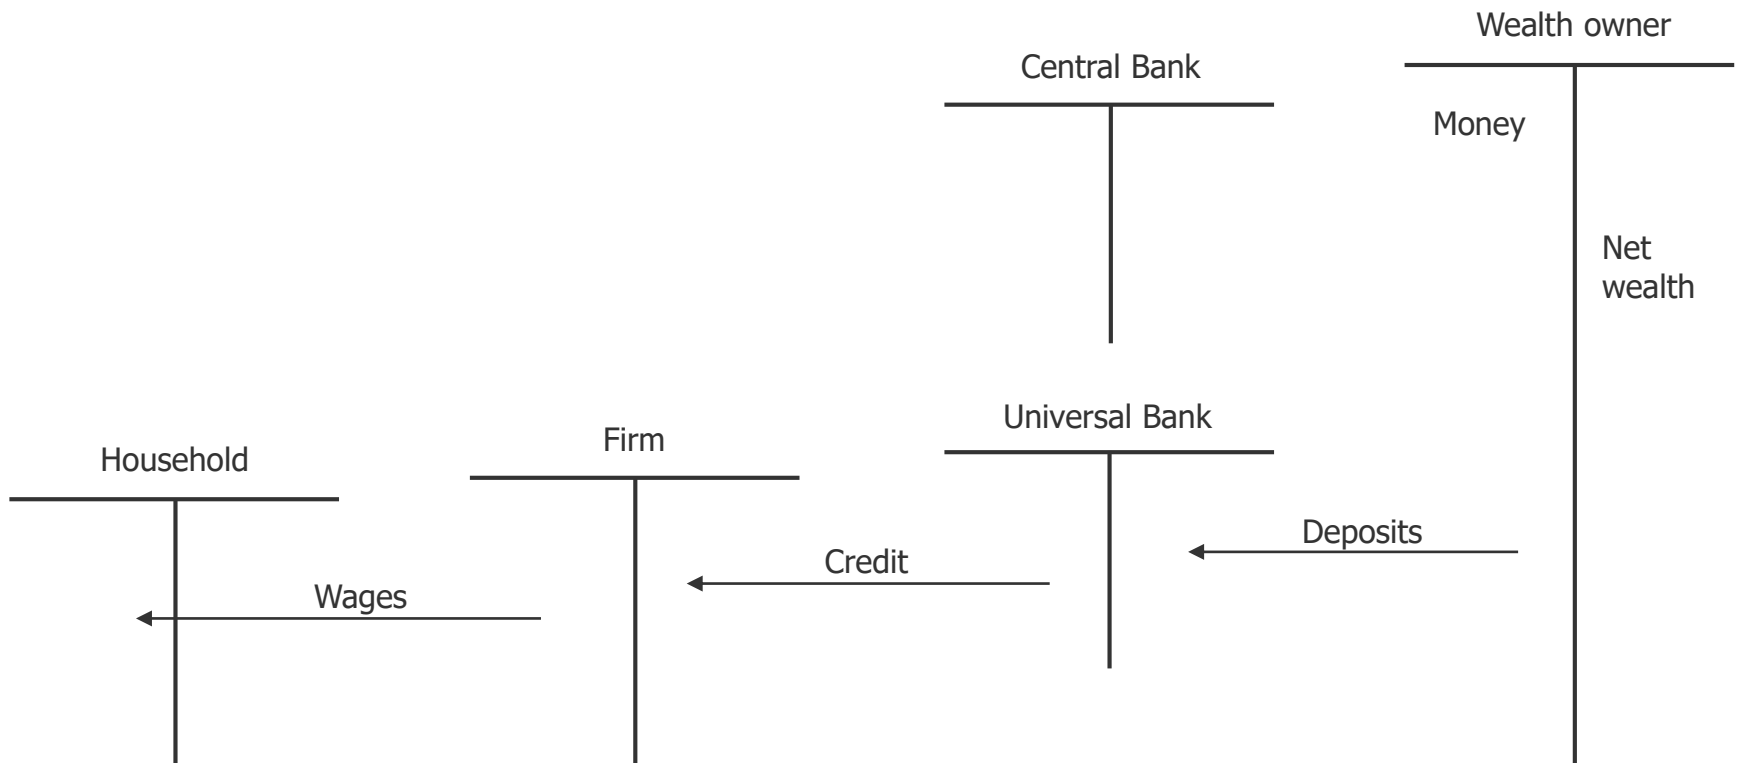 Wealth owner
Central Bank
Money
Net
wealth
Universal Bank
Firm
Household
Deposits
Credit
Wages